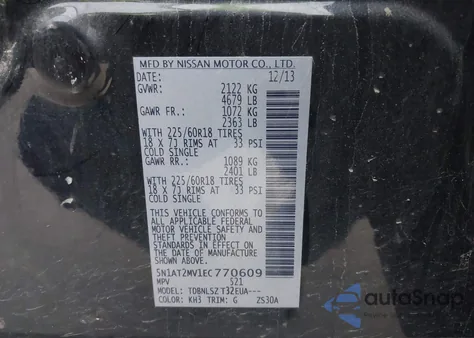 MFD BY NISSAN MOTOR CO., LTD.
DATE: 12/13
GVWR: 2122 KG
4679 LB
GAWR FR.: 1072 KG
2363 LB
WITH 225/60R18 TIRES
18 X 7J RIMS AT 33 PSI
COLD SINGLE
GAWR RR.: 1089 KG
2401 LB
WITH 225/60R18 TIRES
18 X 7J RIMS AT 33 PSI
COLD SINGLE
THIS VEHICLE CONFORMS TO
ALL APPLICABLE FEDERAL
MOTOR VEHICLE SAFETY AND
THEFT PREVENTION
STANDARDS IN EFFECT ON
THE DATE OF MANUFACTURE
SHOWN ABOVE.
5N1AT2MV1EC770609
MPV S21
MODEL: TDBNLSZ T32EUA---
COLOR: KH3 TRIM: G ZS30A
autoSnap